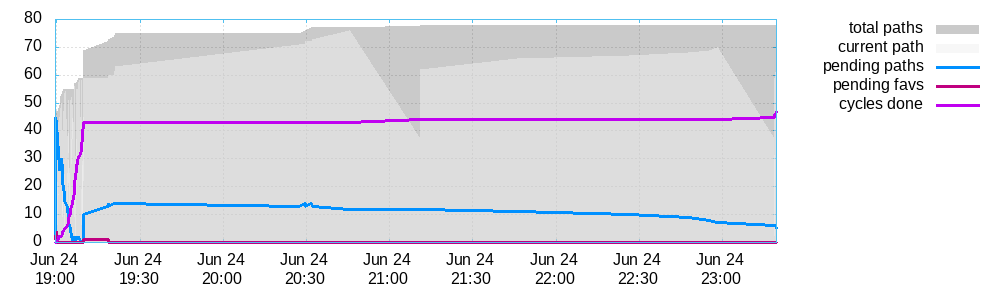 80
70
60
50
40
30
20
10
0
Jun 24 Jun 24 Jun 24 Jun 24 Jun 24 Jun 24 Jun 24 Jun 24 Jun 24
19:00 19:30 20:00 20:30 21:00 21:30 22:00 22:30 23:00
total paths
current path
pending paths
pending favs
cycles done